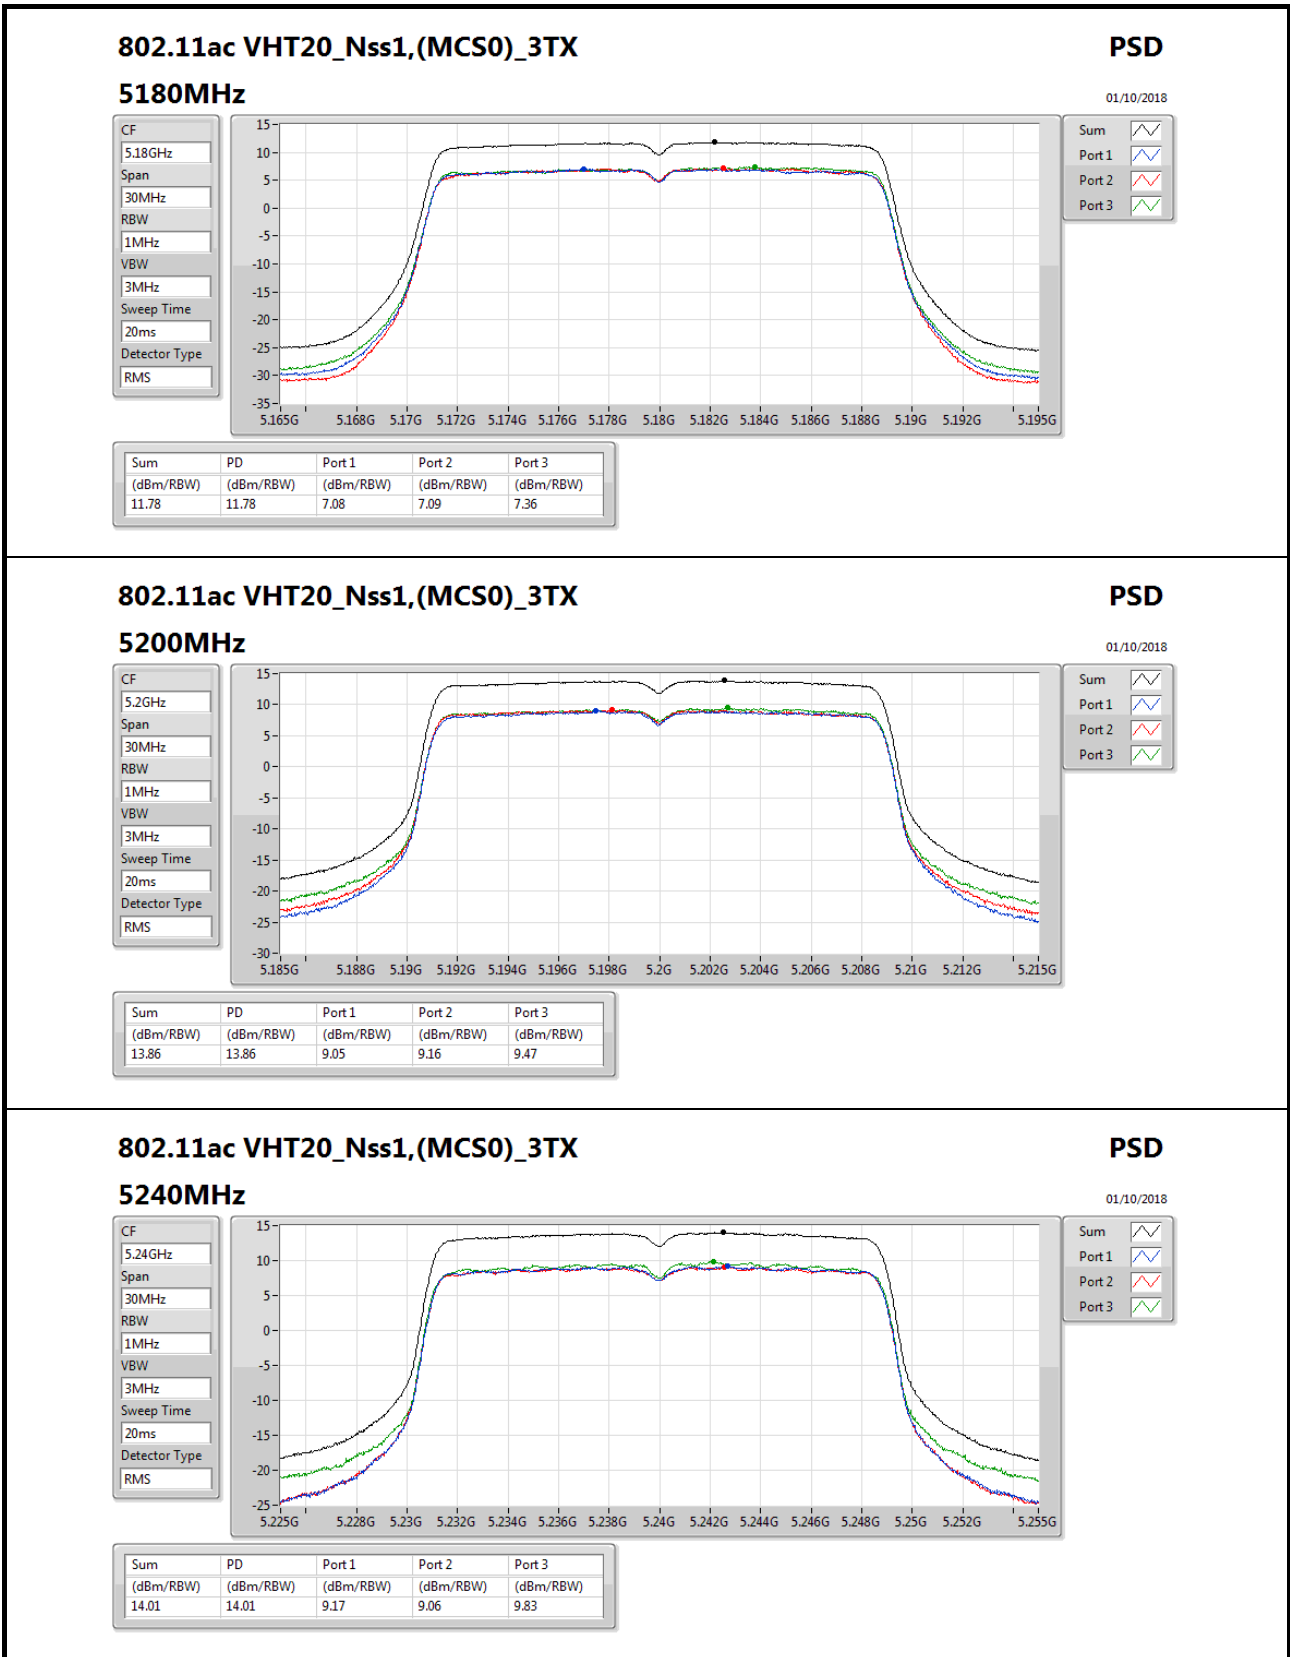 802.11ac VHT20_Nss1,(MCS0)_3TX PSD
5180MHz 01/10/2018
CF
5.18GHz
Span
30MHz
RBW
1MHz
VBW
3MHz
Sweep Time
20ms
Detector Type
RMS
15
10
5
0
-5
-10
-15
-20
-25
-30
-35
5.165G 5.168G 5.17G 5.172G 5.174G 5.176G 5.178G 5.18G 5.182G 5.184G 5.186G 5.188G 5.19G 5.192G 5.195G
Sum
Port 1
Port 2
Port 3
Sum PD Port 1 Port 2 Port 3
(dBm/RBW) (dBm/RBW) (dBm/RBW) (dBm/RBW) (dBm/RBW)
11.78 11.78 7.08 7.09 7.36
802.11ac VHT20_Nss1,(MCS0)_3TX PSD
5200MHz 01/10/2018
CF
5.2GHz
Span
30MHz
RBW
1MHz
VBW
3MHz
Sweep Time
20ms
Detector Type
RMS
15
10
5
0
-5
-10
-15
-20
-25
-30
5.185G 5.188G 5.19G 5.192G 5.194G 5.196G 5.198G 5.2G 5.202G 5.204G 5.206G 5.208G 5.21G 5.212G 5.215G
Sum
Port 1
Port 2
Port 3
Sum PD Port 1 Port 2 Port 3
(dBm/RBW) (dBm/RBW) (dBm/RBW) (dBm/RBW) (dBm/RBW)
13.86 13.86 9.05 9.16 9.47
802.11ac VHT20_Nss1,(MCS0)_3TX PSD
5240MHz 01/10/2018
CF
5.24GHz
Span
30MHz
RBW
1MHz
VBW
3MHz
Sweep Time
20ms
Detector Type
RMS
15
10
5
0
-5
-10
-15
-20
-25
5.225G 5.228G 5.23G 5.232G 5.234G 5.236G 5.238G 5.24G 5.242G 5.244G 5.246G 5.248G 5.25G 5.252G 5.255G
Sum
Port 1
Port 2
Port 3
Sum PD Port 1 Port 2 Port 3
(dBm/RBW) (dBm/RBW) (dBm/RBW) (dBm/RBW) (dBm/RBW)
14.01 14.01 9.17 9.06 9.83